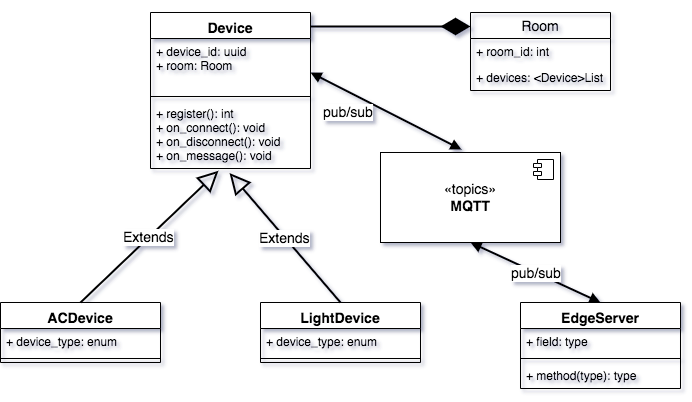 Device
+ device_id: uuid
+ room: Room
+ register(): int
+ on_connect(): void
+ on_disconnect(): void
+ on_message(): void
Room
+ room_id: int
+ devices: <Device>List
pub/sub
«topics»
MQTT
Extends
Extends
pub/sub
ACDevice
+ device_type: enum
LightDevice
+ device_type: enum
EdgeServer
+ field: type
+ method(type): type